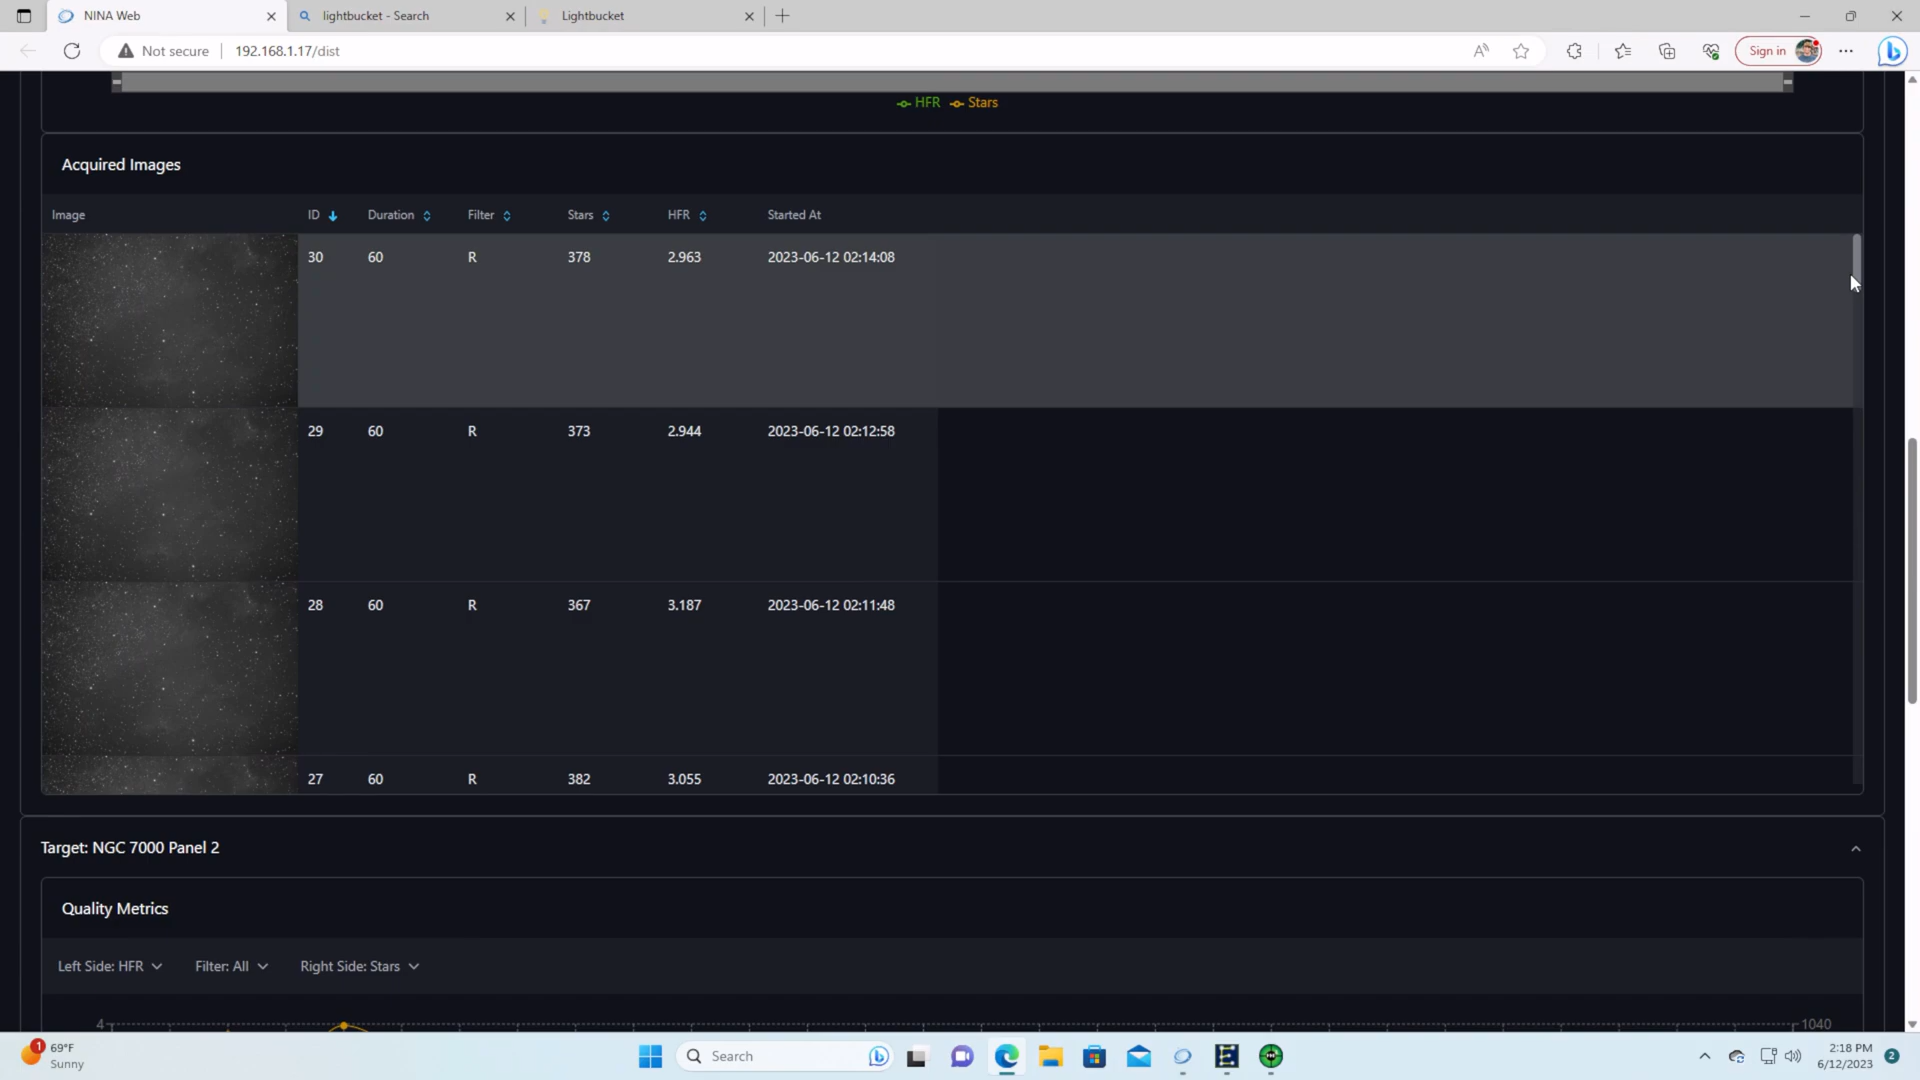 NINA Web
lightbucket - Search
Lightbucket
Not secure
192.168.1.17/dist
Sign in
HFR
Stars
Acquired Images
Image ID Duration Filter Stars HFR Started At
30 60 R 378 2.963 2023-06-12 02:14:08
29 60 R 373 2.944 2023-06-12 02:12:58
28 60 R 367 3.187 2023-06-12 02:11:48
27 60 R 382 3.055 2023-06-12 02:10:36
Target: NGC 7000 Panel 2
Quality Metrics
Left Side: HFR Filter: All Right Side: Stars
4 1040
1
69°F
Sunny
Search
2:18 PM
6/12/2023
2